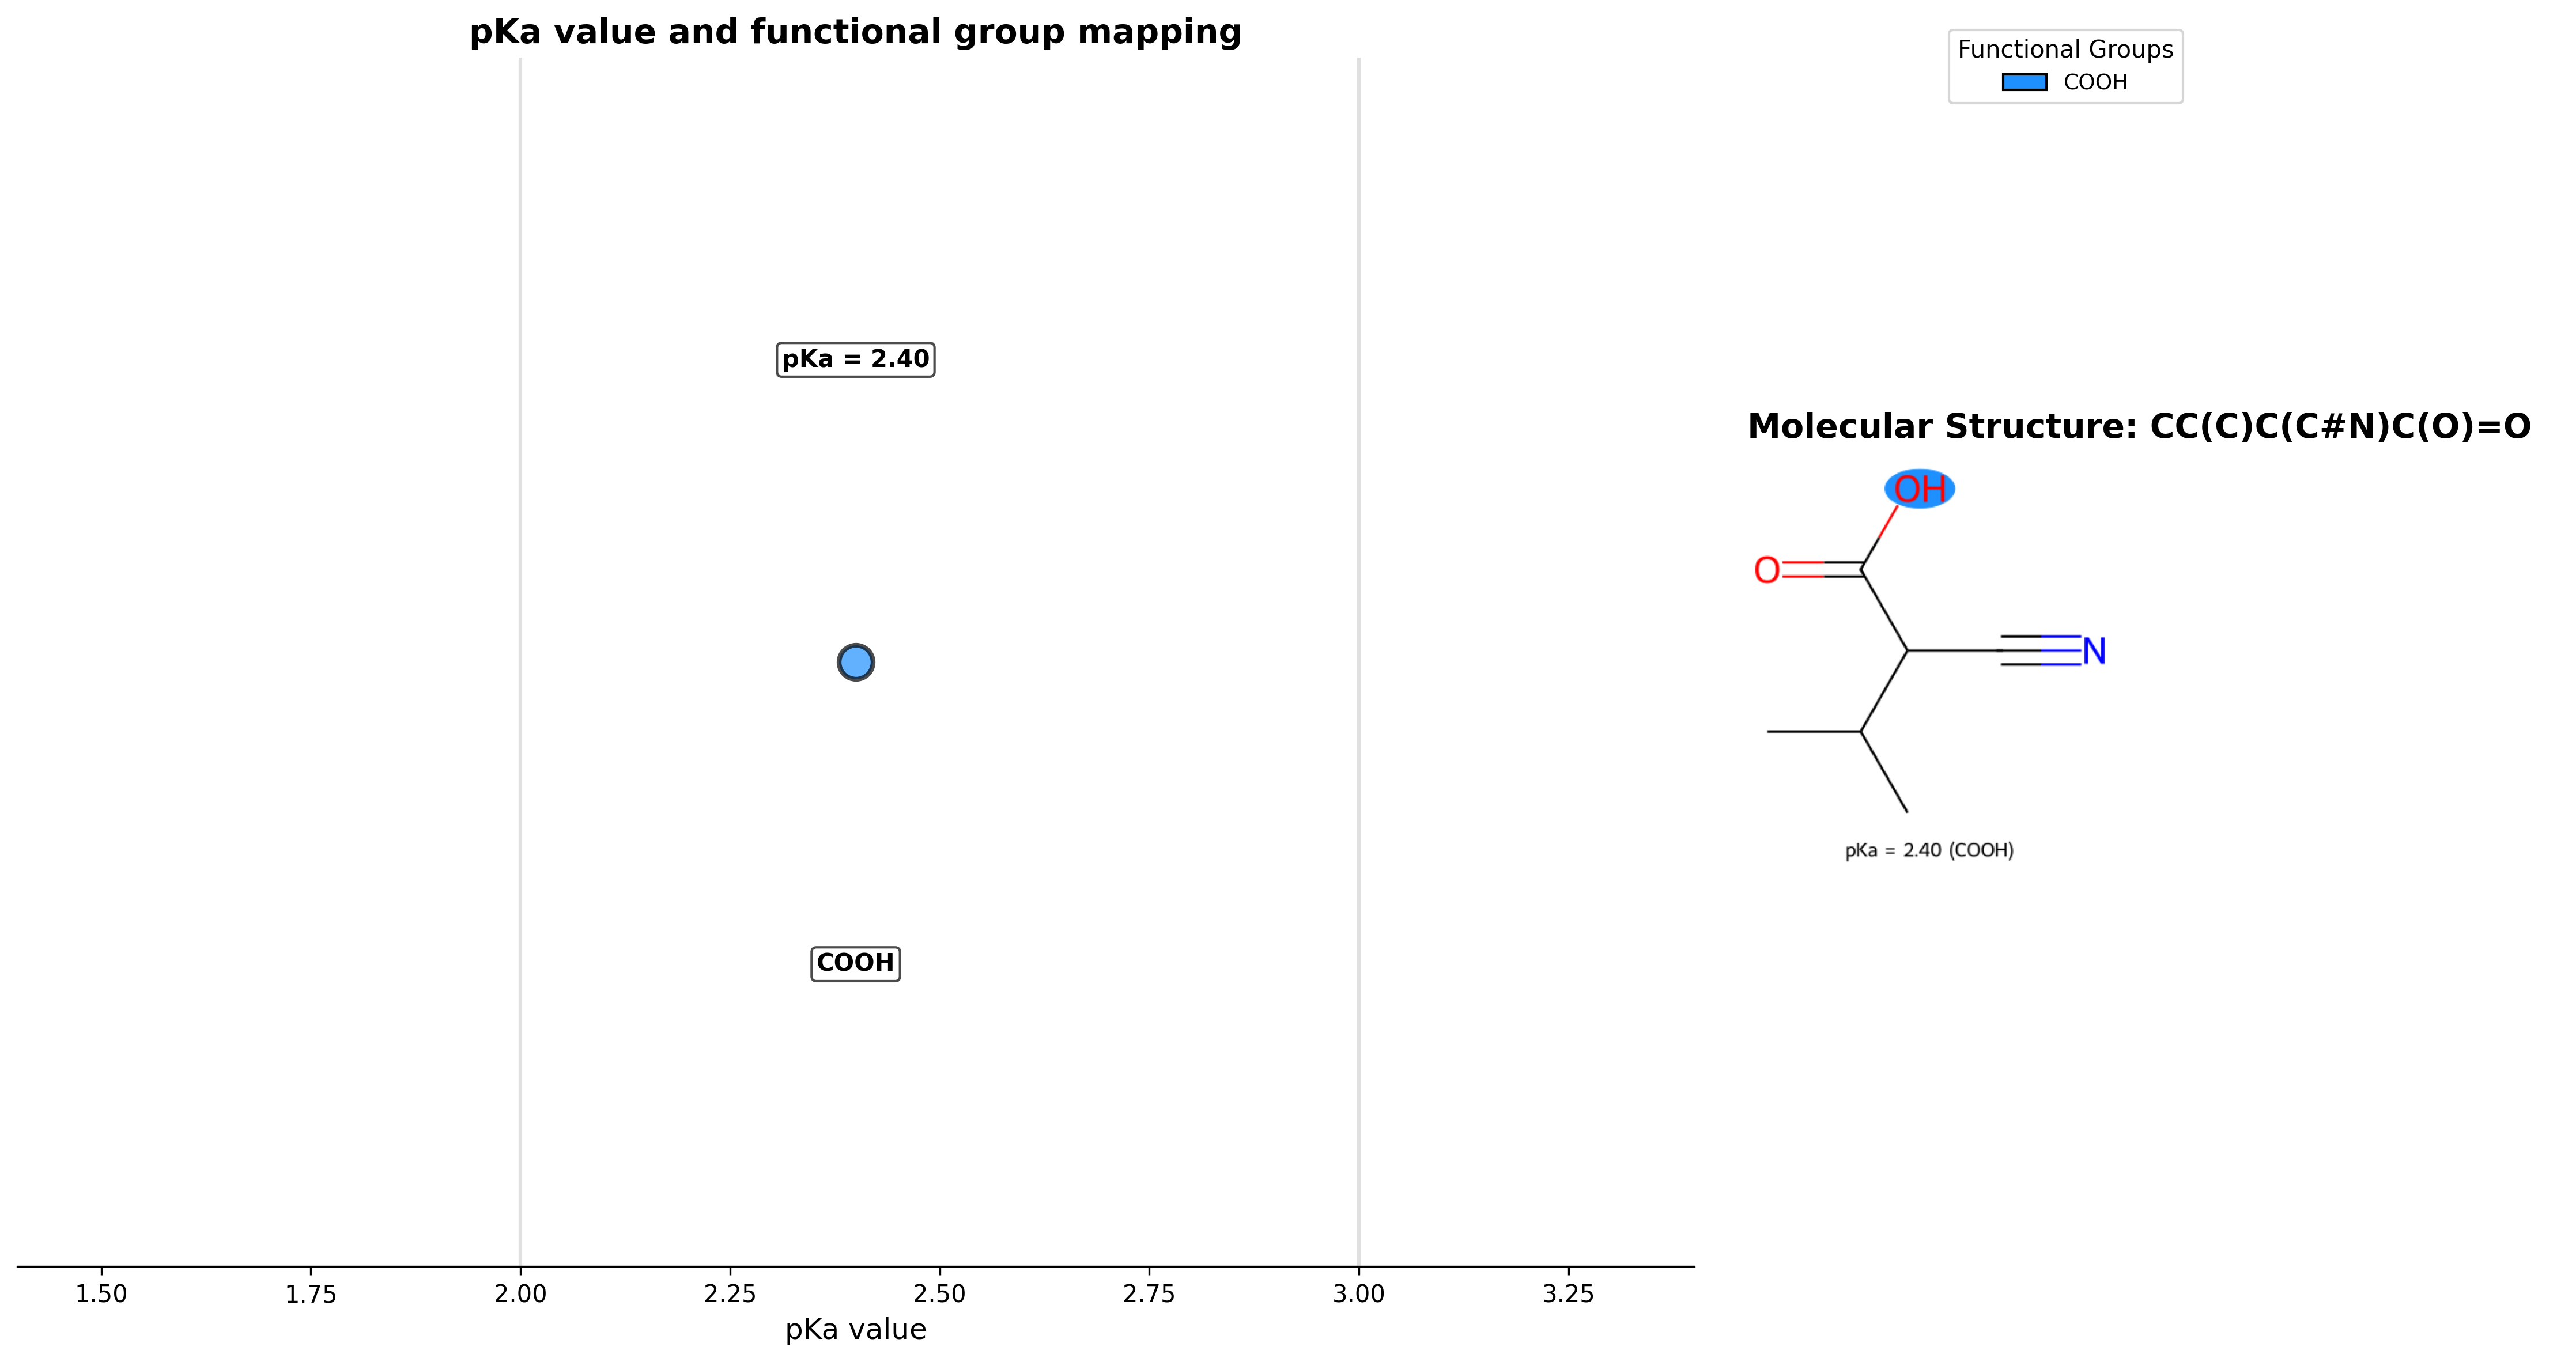 pKa value and functional group mapping
pKa = 2.40
COOH
1.50 1.75 2.00 2.25 2.50 2.75 3.00 3.25
pKa value
Functional Groups
COOH
Molecular Structure: CC(C)C(C#N)C(O)=O
OH
O
N
pKa = 2.40 (COOH)